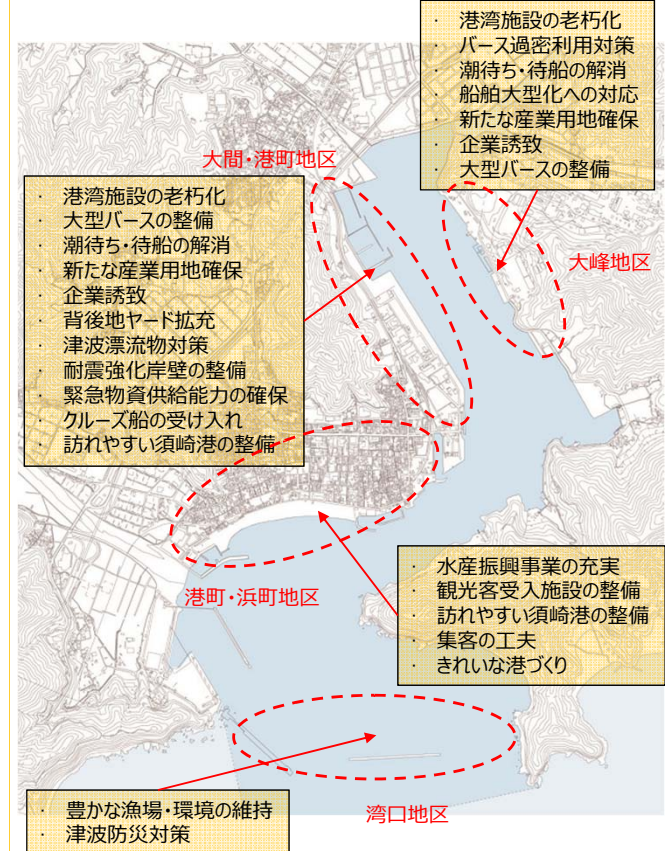 · 港湾施設の老朽化
· バース過密利用対策
· 潮待ち・待船の解消
· 船舶大型化への対応
· 新たな産業用地確保
· 企業誘致
· 大型バースの整備
大間・港町地区
· 港湾施設の老朽化
· 大型バースの整備
· 潮待ち・待船の解消
· 新たな産業用地確保
· 企業誘致
· 背後地ヤード拡充
· 津波漂流物対策
· 耐震強化岸壁の整備
· 緊急物資供給能力の確保
· クルーズ船の受け入れ
· 訪れやすい須崎港の整備
大峰地区
港町・浜町地区
· 水産振興事業の充実
· 観光客受入施設の整備
· 訪れやすい須崎港の整備
· 集客の工夫
· きれいな港づくり
· 豊かな漁場・環境の維持
· 津波防災対策
湾口地区